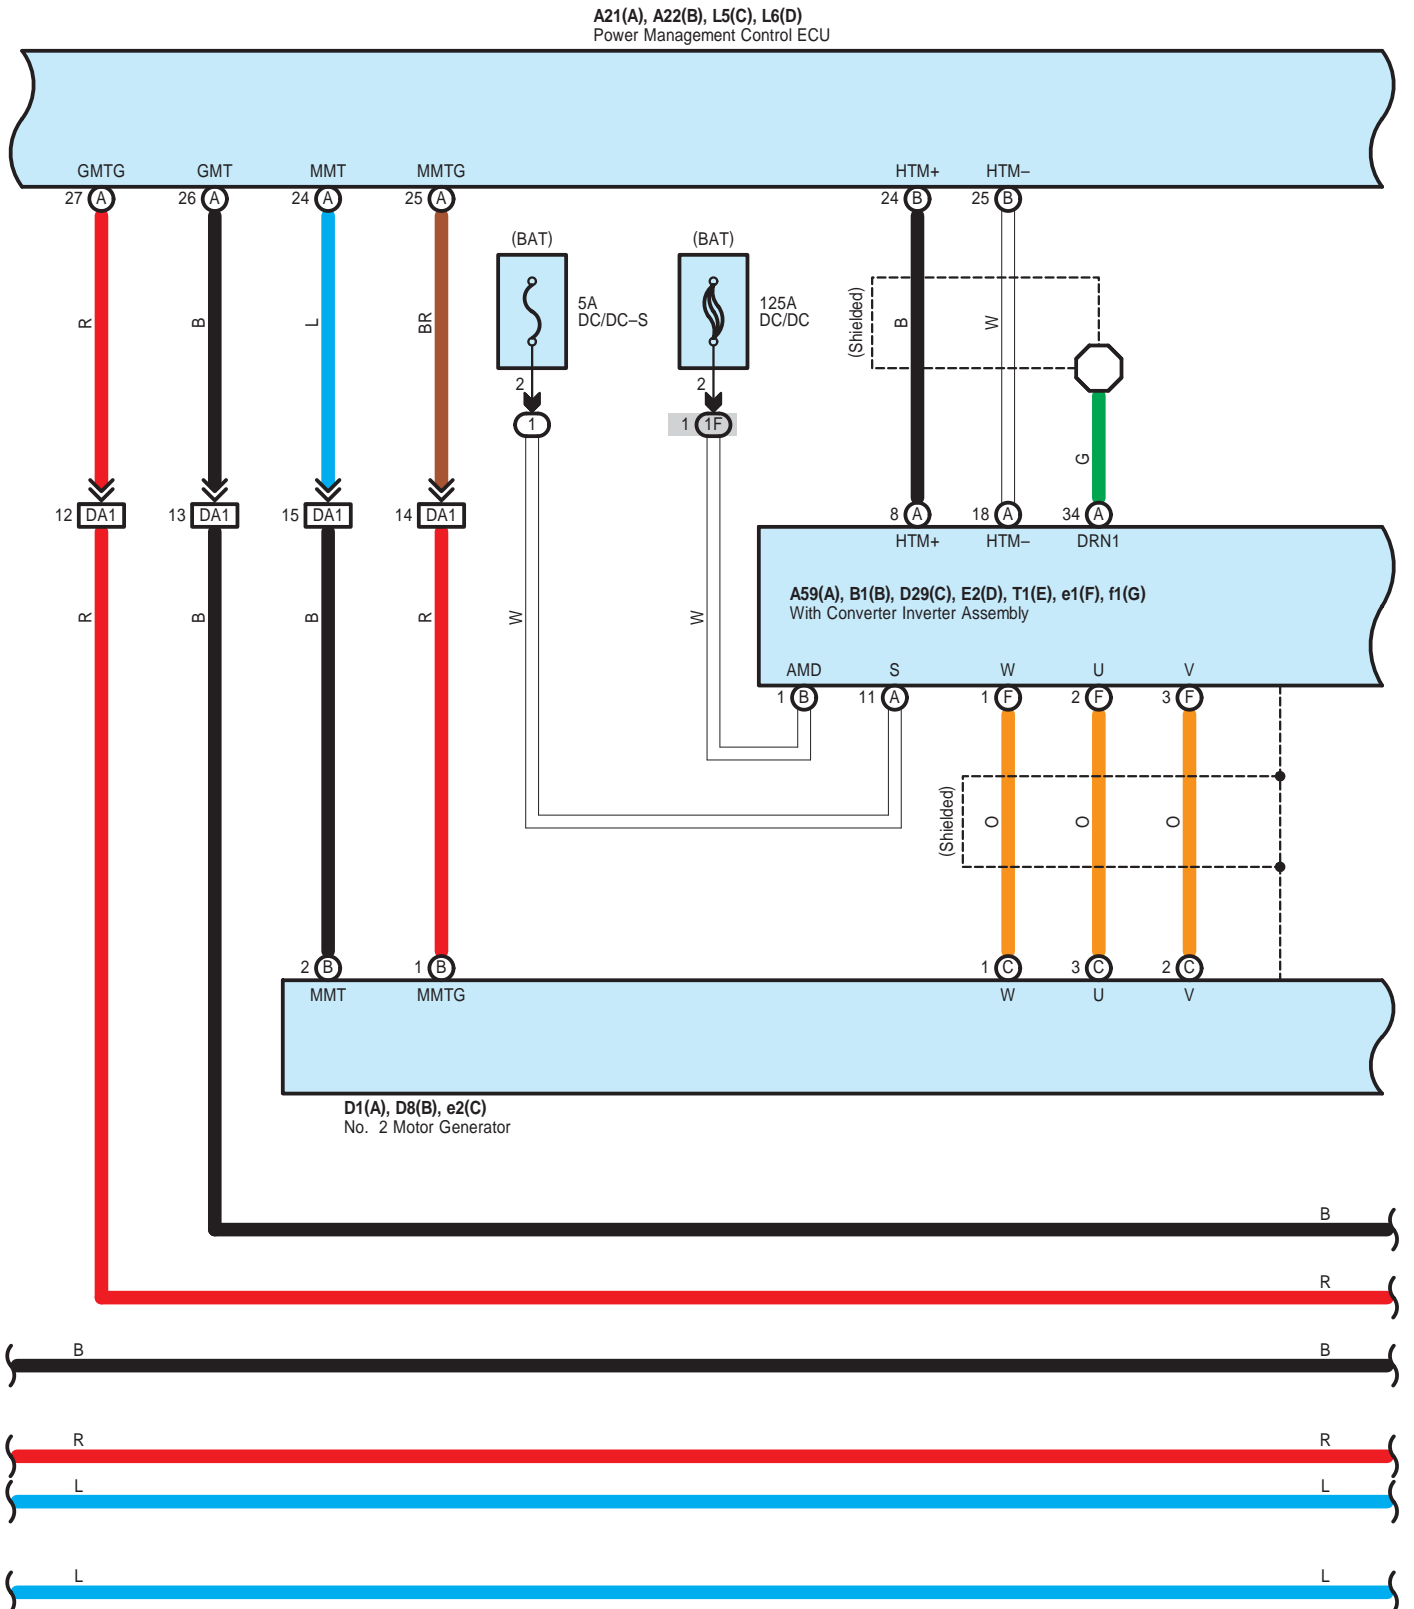 A21(A), A22(B), L5(C), L6(D)
Power Management Control ECU
GMTG GMT MMT MMTG HTM+ HTM–
27 A 26 A 24 A 25 A 24 B 25 B
(BAT) (BAT)
5A
DC/DC–S
125A
DC/DC
(Shielded)
R B L BR B W
2 2
1 1 1F
G
12 DA1 13 DA1 15 DA1 14 DA1 8 A 18 A 34 A
HTM+ HTM– DRN1
A59(A), B1(B), D29(C), E2(D), T1(E), e1(F), f1(G)
With Converter Inverter Assembly
R B B R W W
AMD S W U V
1 B 11 A 1 F 2 F 3 F
(Shielded)
O O O
2 B 1 B 1 C 3 C 2 C
MMT MMTG W U V
D1(A), D8(B), e2(C)
No. 2 Motor Generator
B
R
B B
R R
L L
L L